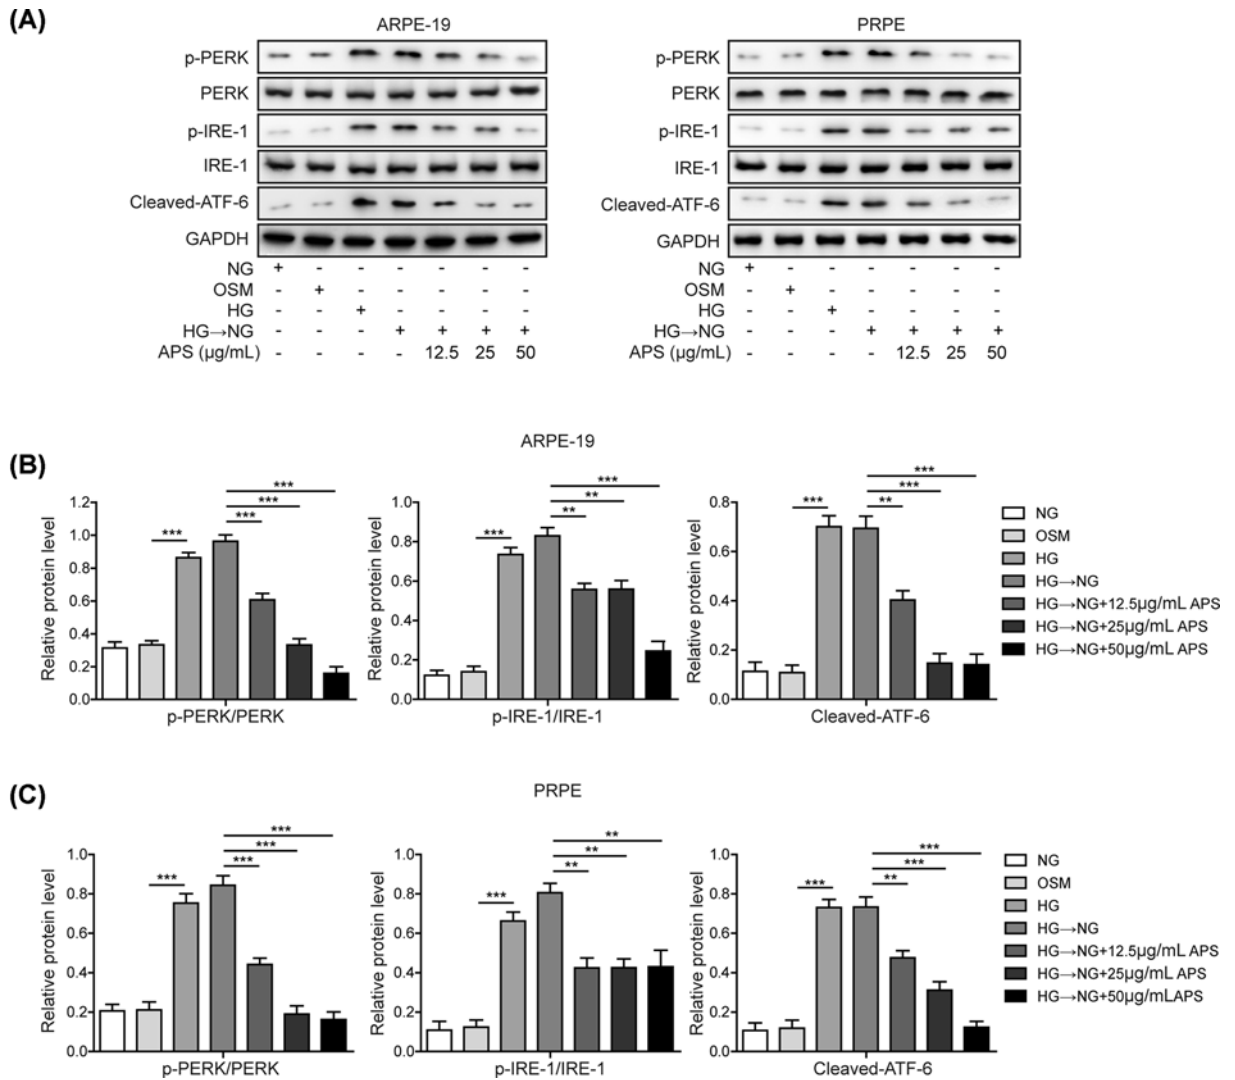 (A)
ARPE-19
p-PERK
PERK
p-IRE-1
IRE-1
Cleaved-ATF-6
GAPDH
NG + - - - - - -
OSM - + - - - - -
HG - - + - - - -
HG→NG - - - + + + +
APS (μg/mL) - - - - 12.5 25 50
PRPE
p-PERK
PERK
p-IRE-1
IRE-1
Cleaved-ATF-6
GAPDH
NG + - - - - - -
OSM - + - - - - -
HG - - + - - - -
HG→NG - - - + + + +
APS (μg/mL) - - - - 12.5 25 50
(B)
ARPE-19
Relative protein level
1.2
1.0
0.8
0.6
0.4
0.2
0.0
***
***
***
***
p-PERK/PERK
Relative protein level
1.0
0.8
0.6
0.4
0.2
0.0
***
**
**
***
p-IRE-1/IRE-1
Relative protein level
0.8
0.6
0.4
0.2
0.0
***
***
**
***
Cleaved-ATF-6
NG
OSM
HG
HG→NG
HG→NG+12.5μg/mL APS
HG→NG+25μg/mL APS
HG→NG+50μg/mL APS
(C)
PRPE
Relative protein level
1.0
0.8
0.6
0.4
0.2
0.0
***
***
***
***
p-PERK/PERK
Relative protein level
1.0
0.8
0.6
0.4
0.2
0.0
**
**
**
***
p-IRE-1/IRE-1
Relative protein level
1.0
0.8
0.6
0.4
0.2
0.0
***
***
**
***
Cleaved-ATF-6
NG
OSM
HG
HG→NG
HG→NG+12.5μg/mL APS
HG→NG+25μg/mL APS
HG→NG+50μg/mLAPS